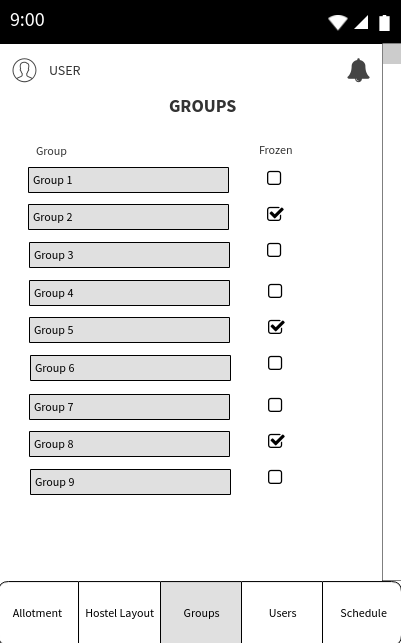 9:00
USER
GROUPS
Group Frozen
Group 1
Group 2
Group 3
Group 4
Group 5
Group 6
Group 7
Group 8
Group 9
Allotment Hostel Layout Groups Users Schedule